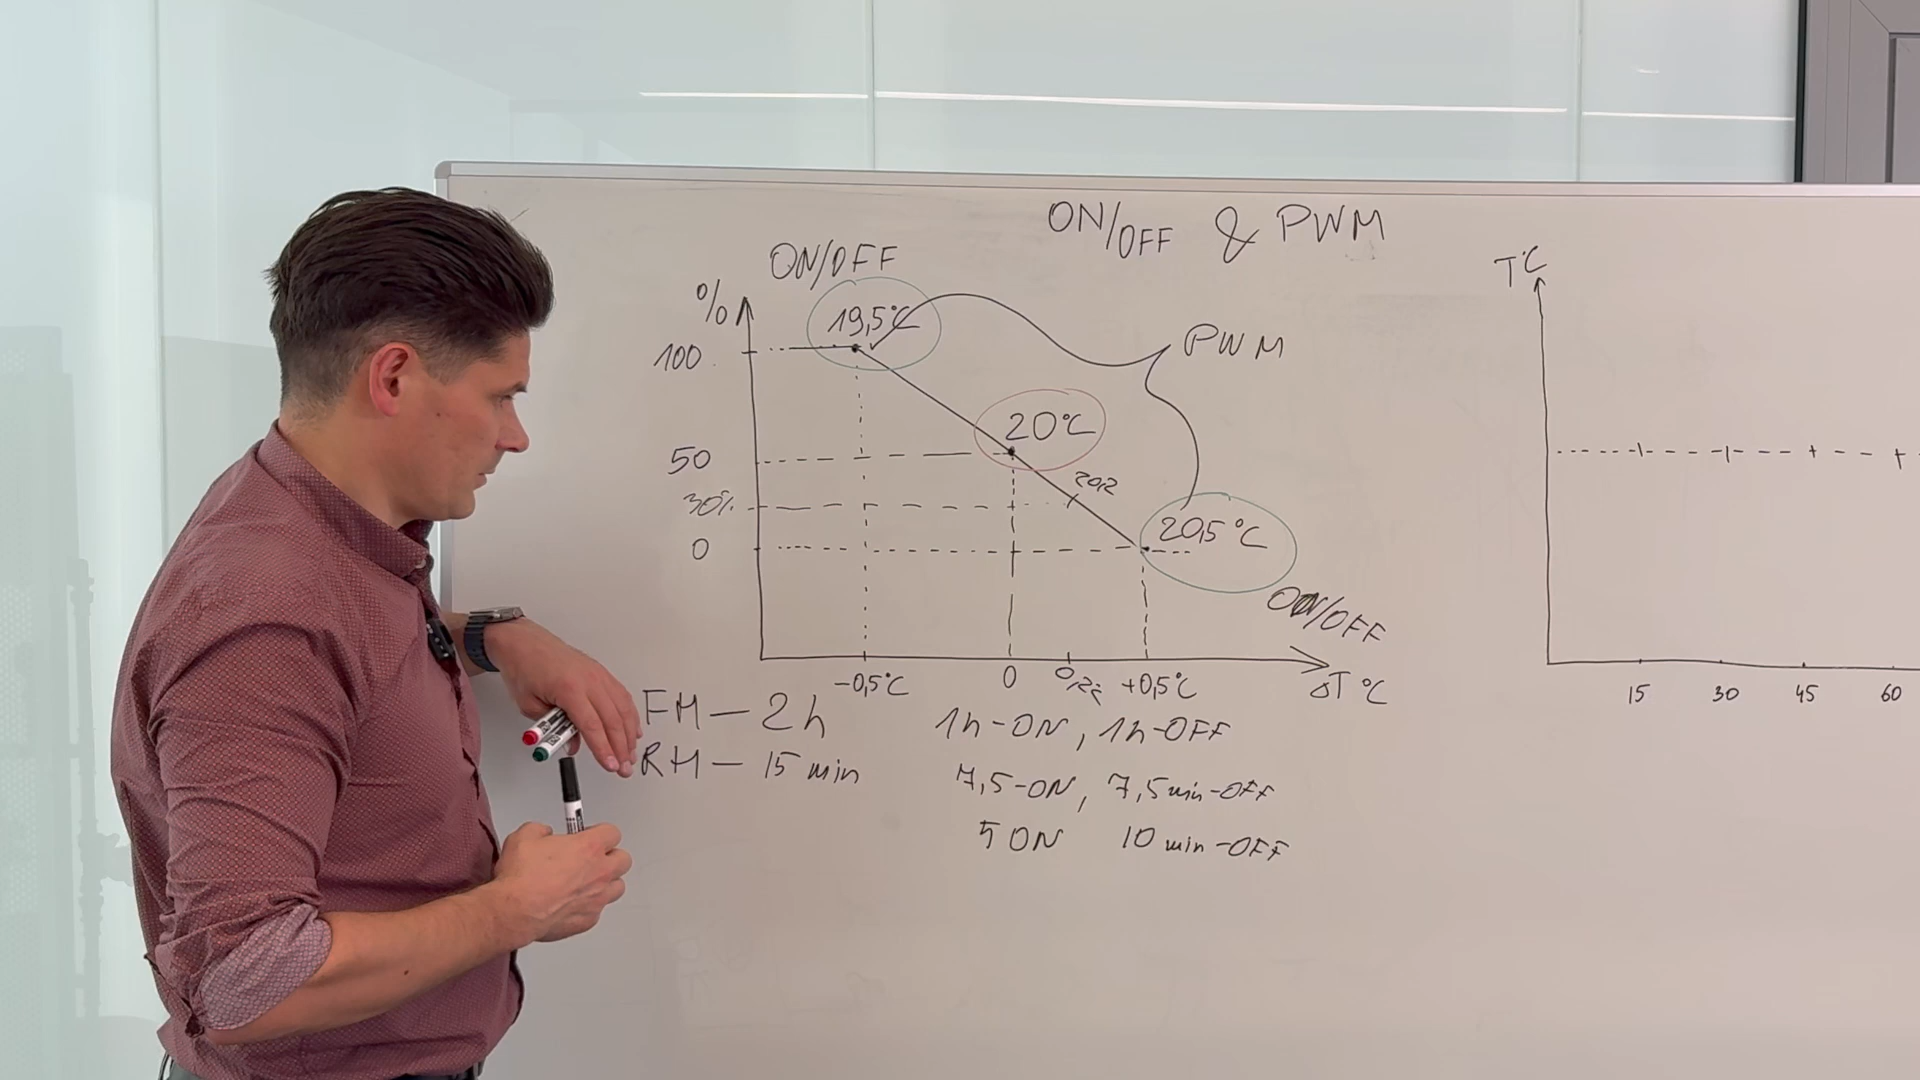 ON/OFF & PWM
ON/OFF
%
19,5°C
100
PWM
20°C
50
20,2
30%
20,5°C
0
ON/OFF
-0,5°C 0 0,2 +0,5°C ΔT °C
FH - 2h 1h-ON, 1h-OFF
RH - 15 min 7,5-ON, 7,5min-OFF
5 ON 10 min-OFF
T°C
15 30 45 60